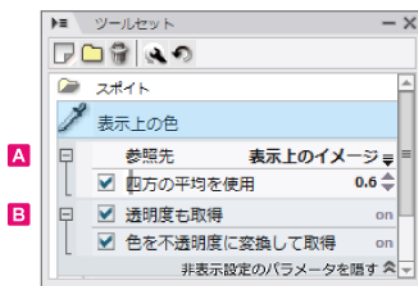 ツールセット
スポイト
表示上の色
A
参照先 表示上のイメージ
四方の平均を使用 0.6
B
透明度も取得 on
色を不透明度に変換して取得 on
非表示設定のパラメータを隠す